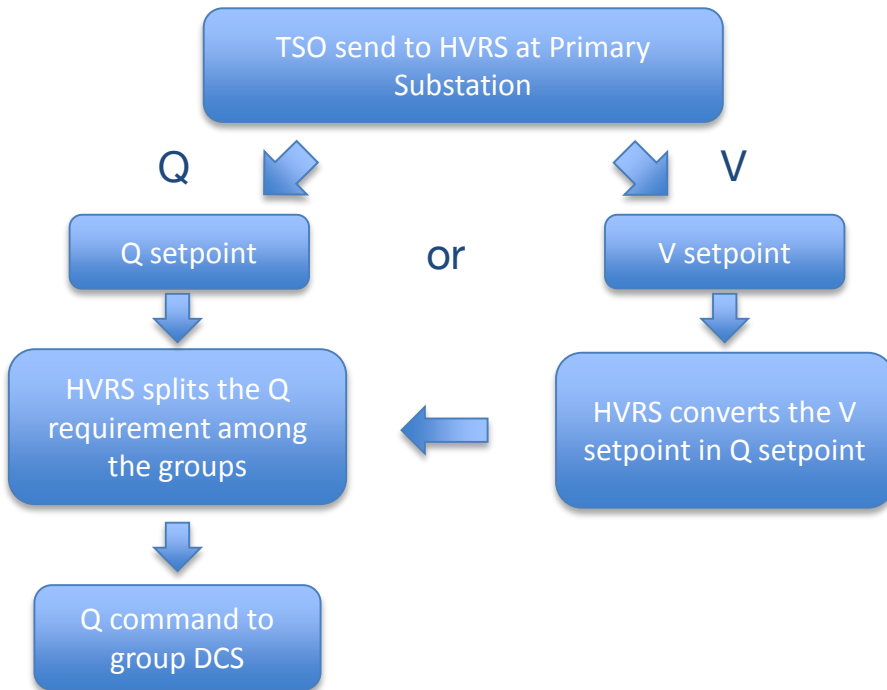 TSO send to HVRS at Primary
Substation
Q
V
Q setpoint
or
V setpoint
HVRS splits the Q
requirement among
the groups
HVRS converts the V
setpoint in Q setpoint
Q command to
group DCS